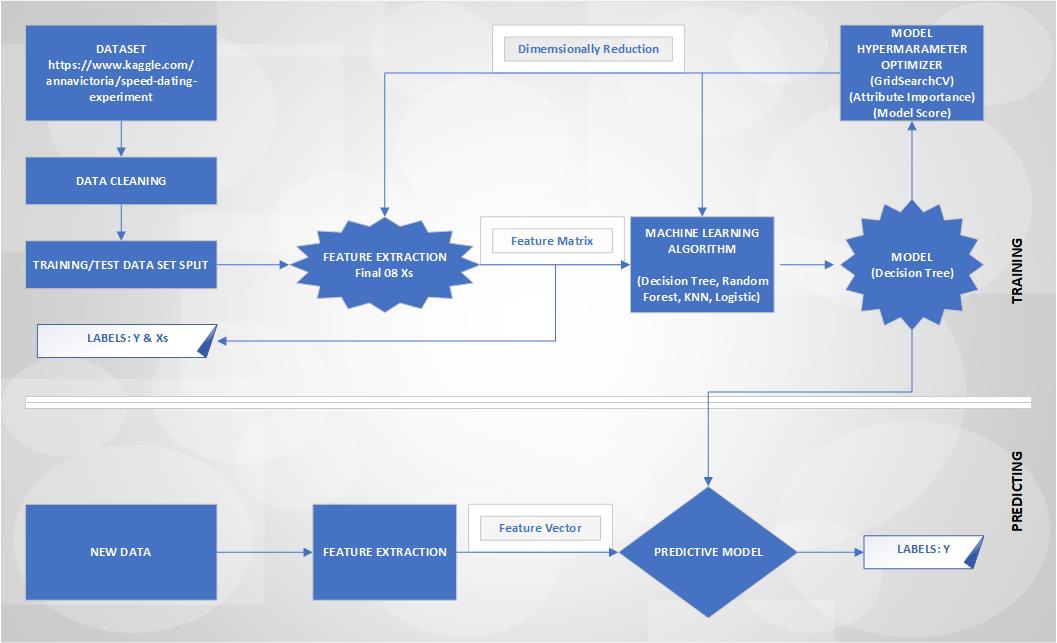 DATASET
https://www.kaggle.com/
annavictoria/speed-dating-
experiment
Dimemsionally Reduction
MODEL
HYPERMARAMETER
OPTIMIZER
(GridSearchCV)
(Attribute Importance)
(Model Score)
DATA CLEANING
TRAINING/TEST DATA SET SPLIT
FEATURE EXTRACTION
Final 08 Xs
Feature Matrix
MACHINE LEARNING
ALGORITHM
(Decision Tree, Random
Forest, KNN, Logistic)
MODEL
(Decision Tree)
TRAINING
LABELS: Y & Xs
NEW DATA
FEATURE EXTRACTION
Feature Vector
PREDICTIVE MODEL
LABELS: Y
PREDICTING